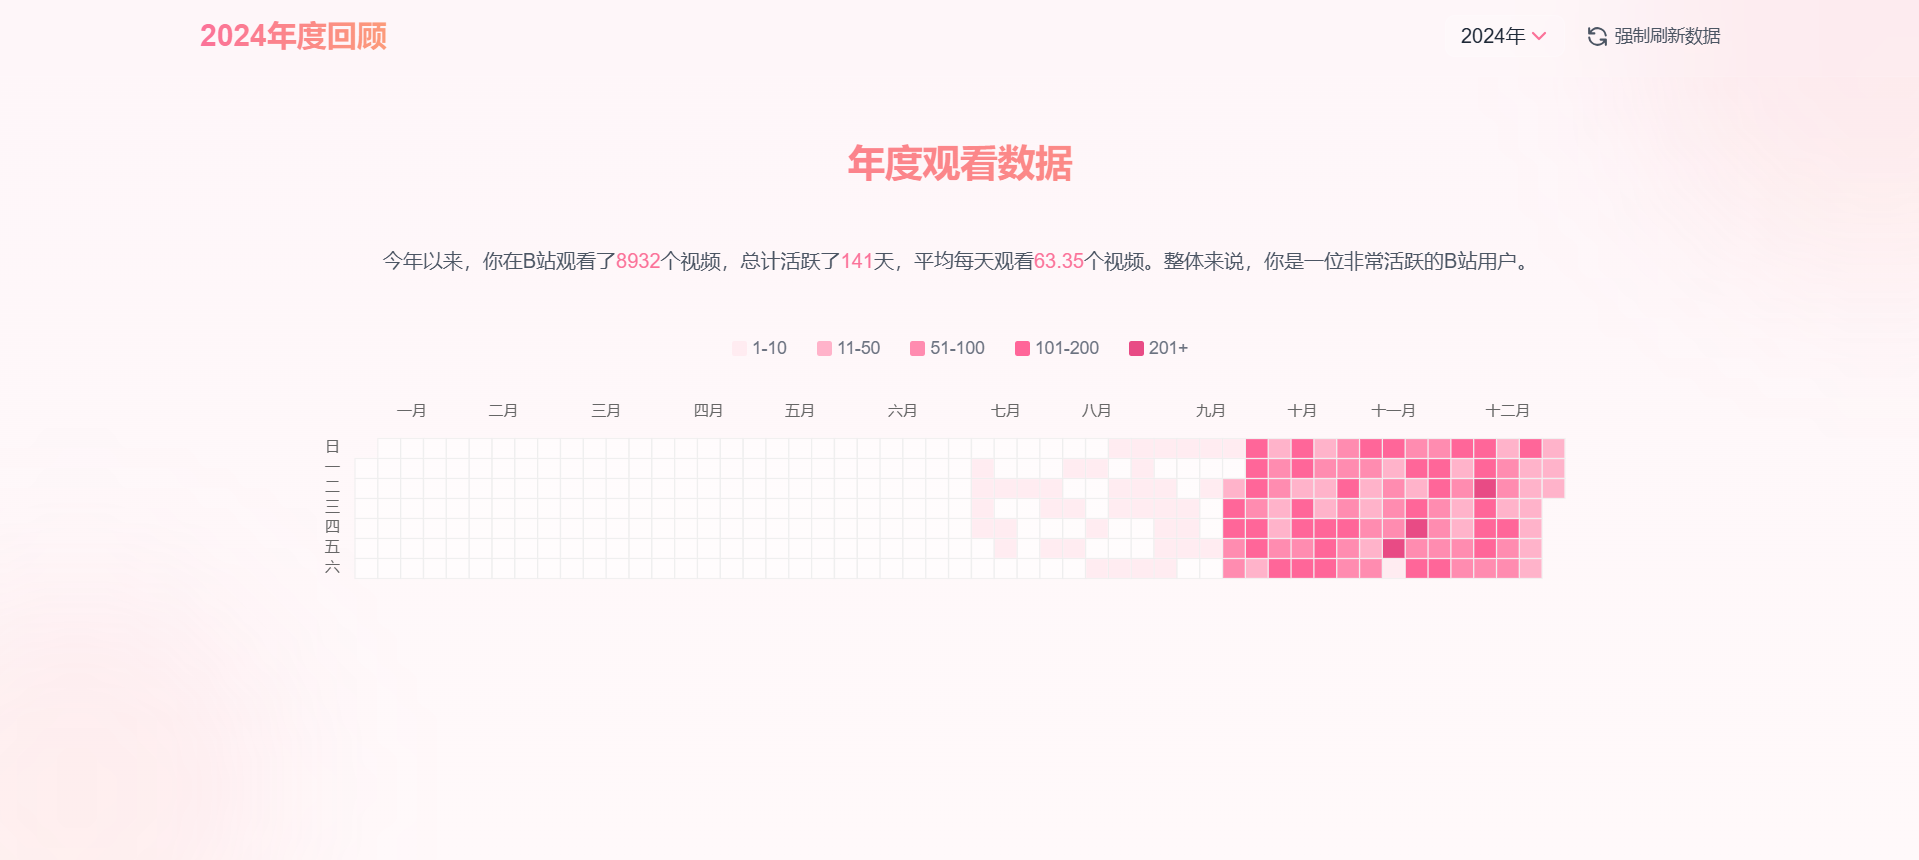 2024年度回顾
2024年
强制刷新数据
年度观看数据
今年以来，你在B站观看了8932个视频，总计活跃了141天，平均每天观看63.35个视频。整体来说，你是一位非常活跃的B站用户。
1-10 11-50 51-100 101-200 201+
一月 二月 三月 四月 五月 六月 七月 八月 九月 十月 十一月 十二月
日
一
二
三
四
五
六